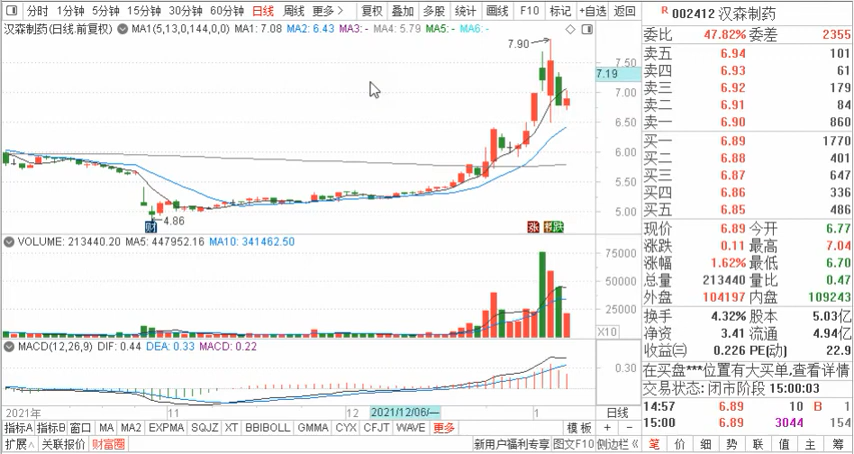 分时 1分钟 5分钟 15分钟 30分钟 60分钟 日线 周线 更多 复权 叠加 多股 统计 画线 F10 标记 +自选 返回
R 002412 汉森制药
汉森制药(日线.前复权) MA1(5,13,0,144,0,0) MA1: 7.08 MA2: 6.43 MA3: - MA4: 5.79 MA5: - MA6: -
委比 47.82% 委差 2355
卖五 6.94 101
卖四 6.93 61
卖三 6.92 179
卖二 6.91 84
卖一 6.90 860
买一 6.89 1770
买二 6.88 401
买三 6.87 647
买四 6.86 336
买五 6.85 486
现价 6.89 今开 6.77
涨跌 0.11 最高 7.04
涨幅 1.62% 最低 6.70
总量 213440 量比 0.47
外盘 104197 内盘 109243
换手 4.32% 股本 5.03亿
净资 3.41 流通 4.94亿
收益㈢ 0.226 PE(动) 22.9
在买盘***位置有大买单,查看详情
交易状态: 闭市阶段 15:00:03
14:57 6.89 10 B 1
15:00 6.89 3044 154
笔 价 细 势 联 值 主 筹
7.90
7.50
7.19
7.00
6.50
6.00
5.50
5.00
4.86
财 涨 跌
VOLUME: 213440.20 MA5: 447952.16 MA10: 341462.50
75000
50000
25000
X10
MACD(12,26,9) DIF: 0.44 DEA: 0.33 MACD: 0.22
0.30
2021年 11 12 2021/12/06/一 1 日线
指标A 指标B 窗口 MA MA2 EXPMA SQJZ XT BBIBOLL GMMA CYX CFJT WAVE 更多 模板 + -
扩展∧ 关联报价 财富圈 新用户福利专享 图文F10 侧边栏《